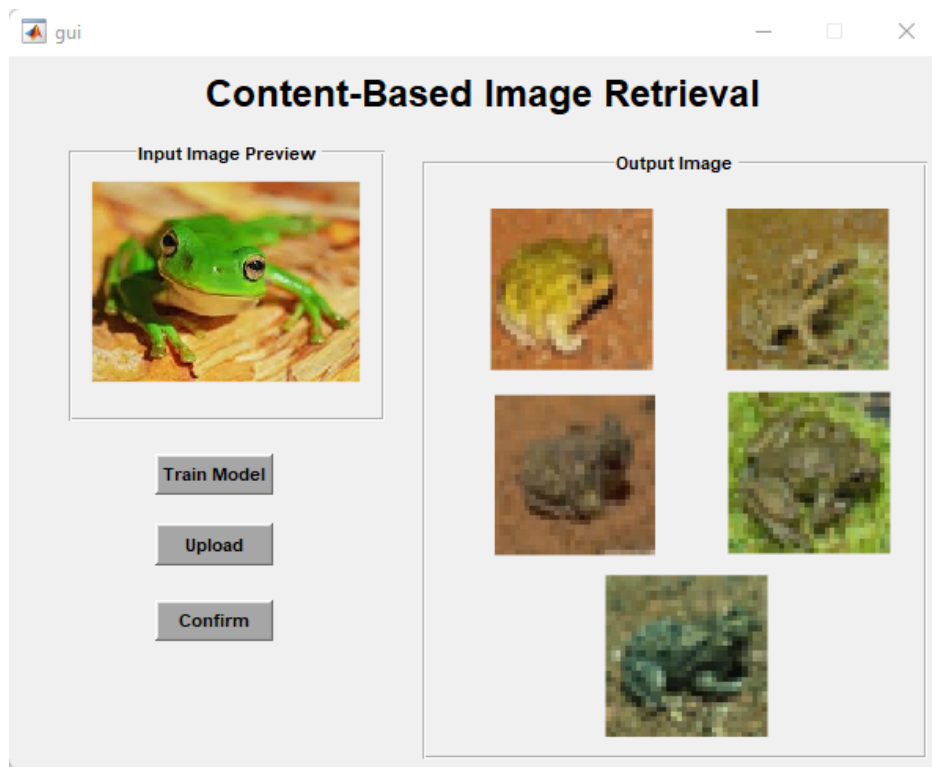 gui
Content-Based Image Retrieval
Input Image Preview
Output Image
Train Model
Upload
Confirm